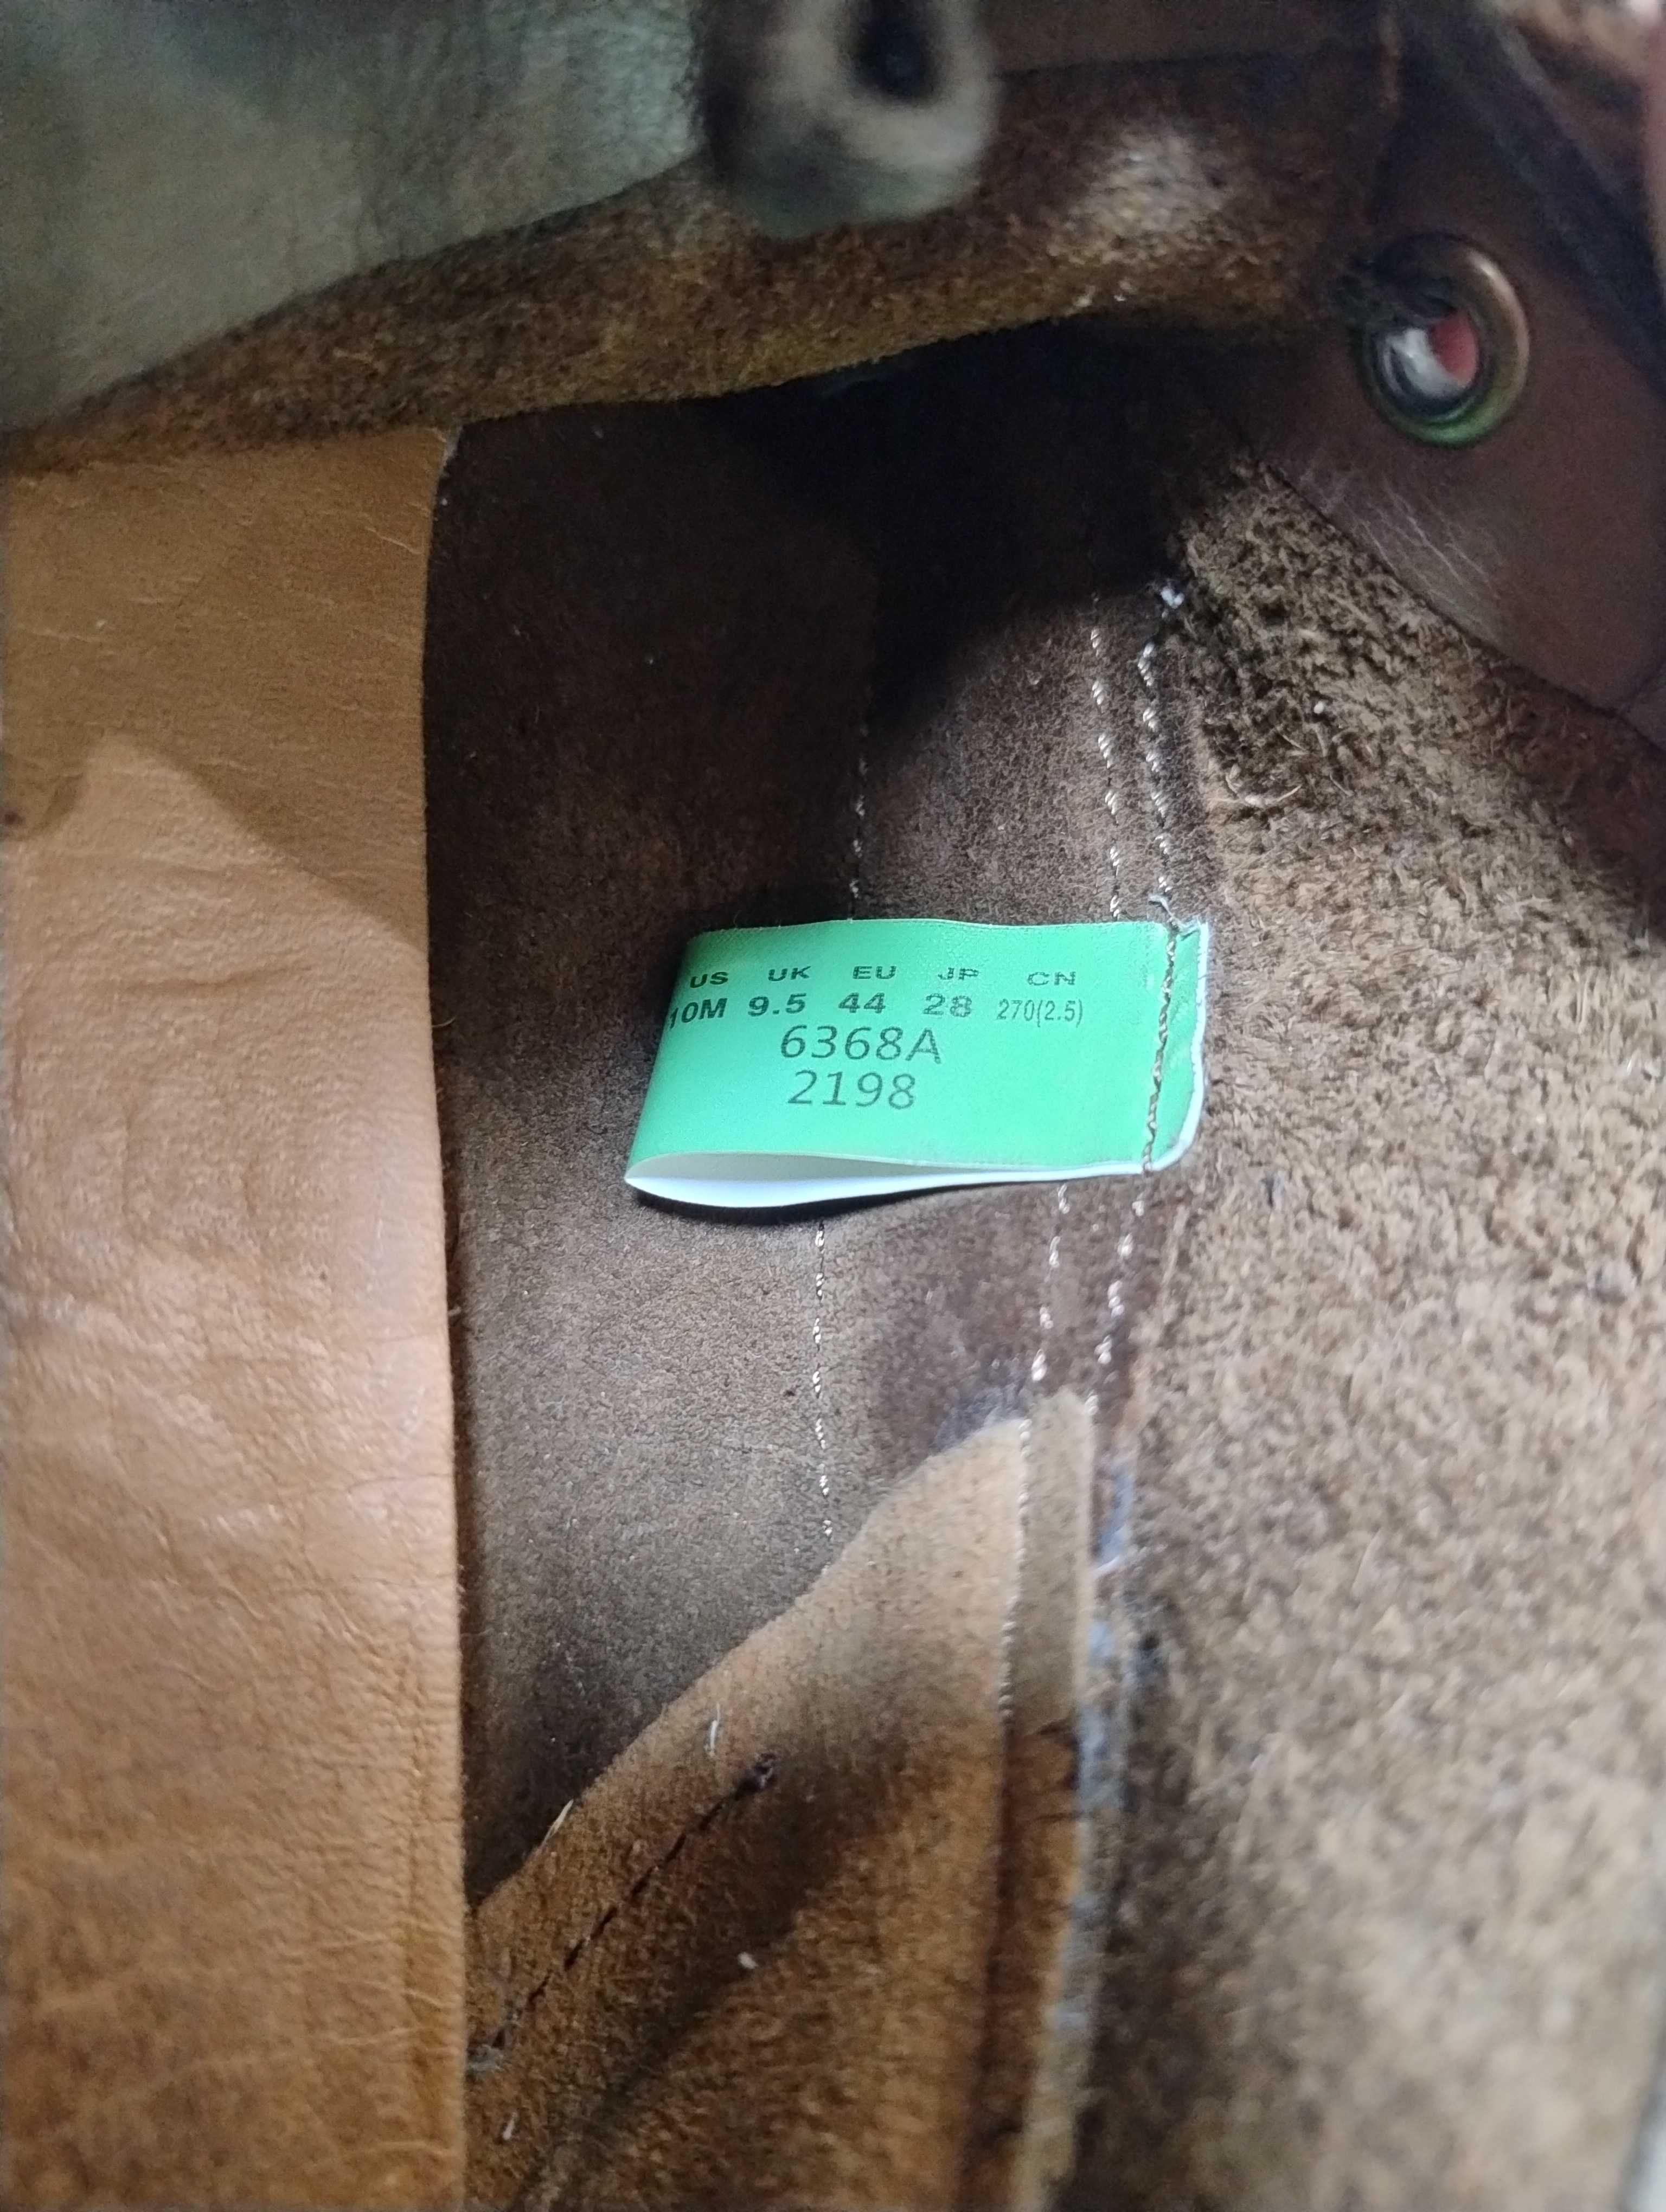 US UK EU JP CN
10M 9.5 44 28 270(2.5)
6368A
2198